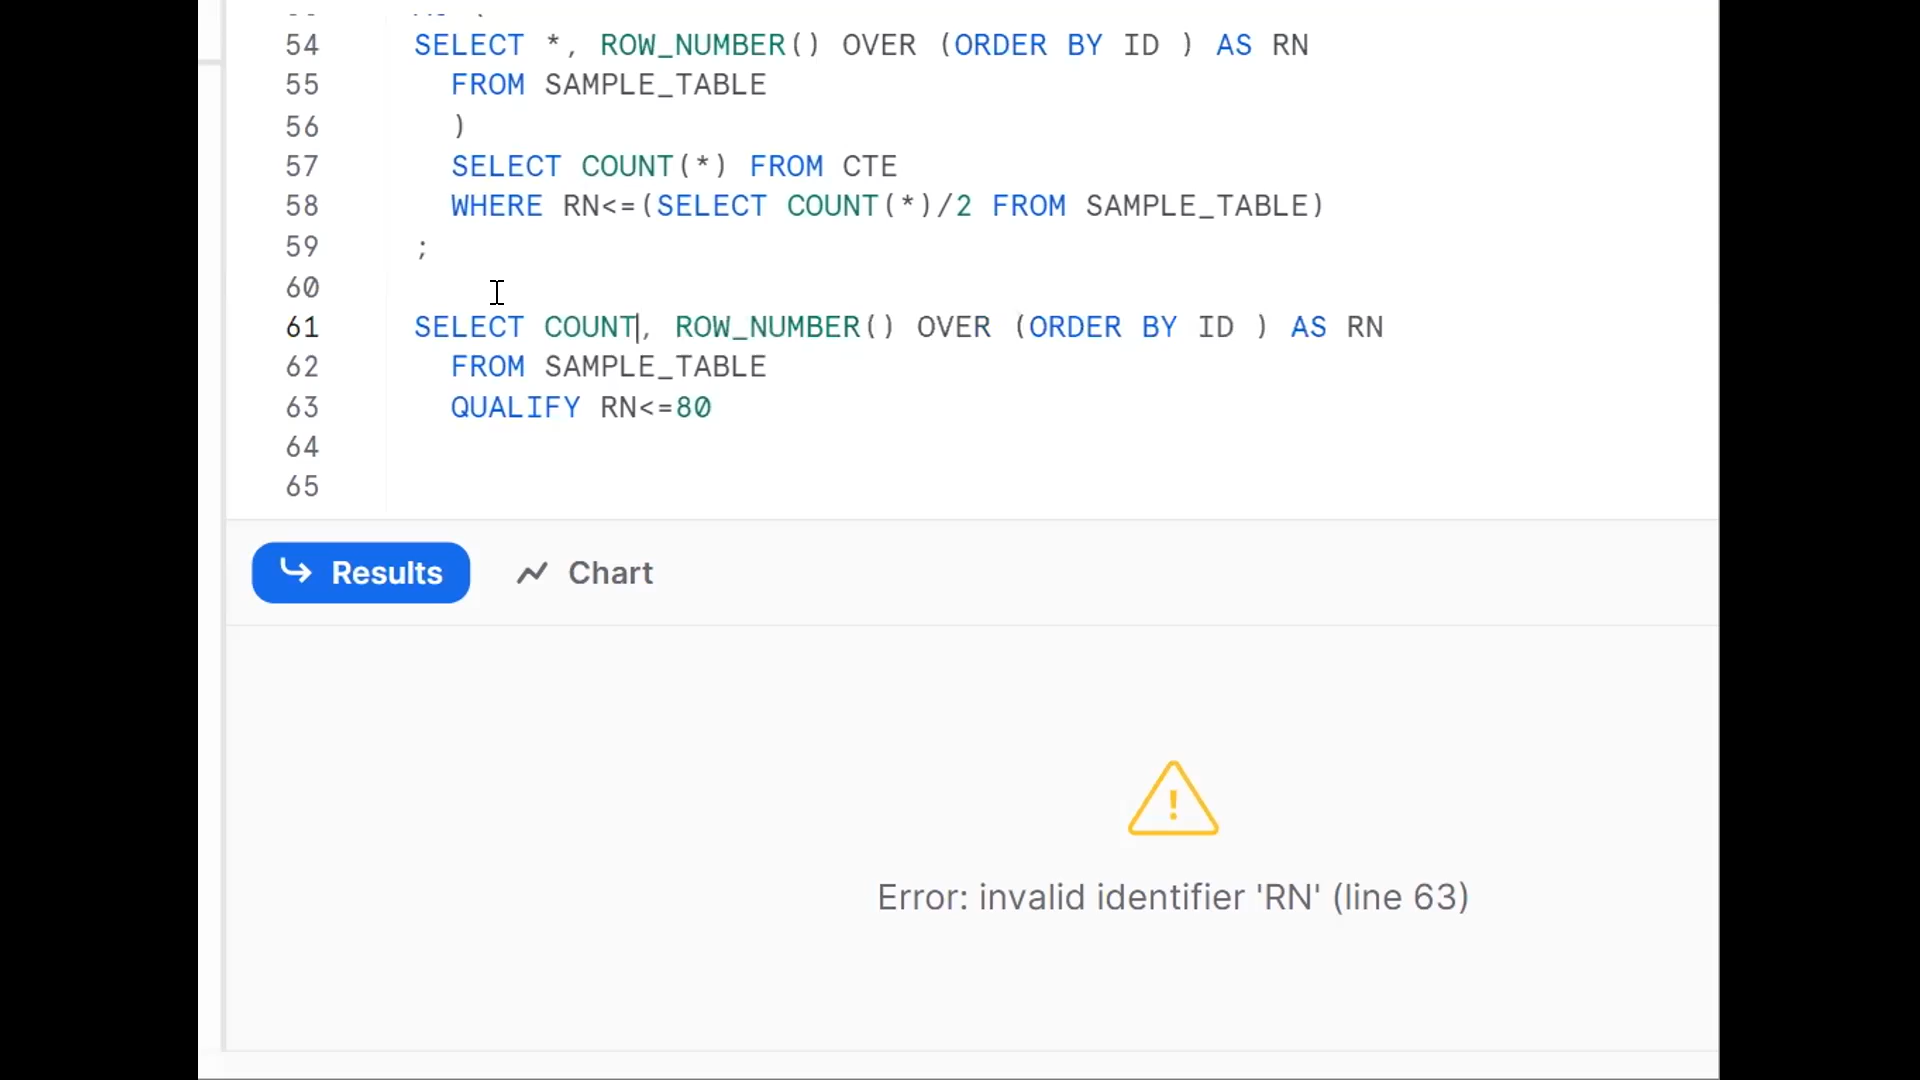 54 SELECT *, ROW_NUMBER() OVER (ORDER BY ID ) AS RN
55 FROM SAMPLE_TABLE
56 )
57 SELECT COUNT(*) FROM CTE
58 WHERE RN<=(SELECT COUNT(*)/2 FROM SAMPLE_TABLE)
59 ;
60
61 SELECT COUNT, ROW_NUMBER() OVER (ORDER BY ID ) AS RN
62 FROM SAMPLE_TABLE
63 QUALIFY RN<=80
64
65
Results Chart
Error: invalid identifier 'RN' (line 63)